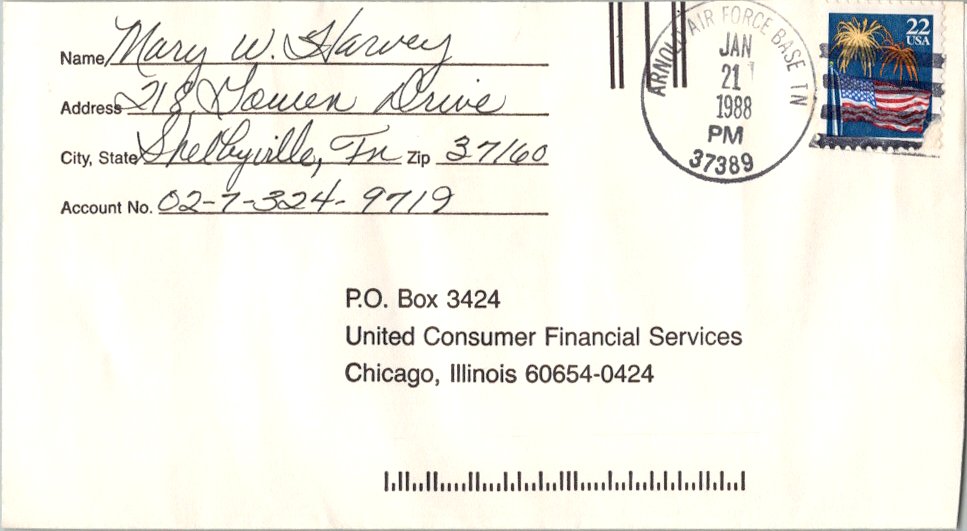 Name Mary W. Harvey
Address 218 Gowen Drive
City, State Shelbyville, Tn Zip 37160
Account No. 02-7-324-9719
ARNOLD AIR FORCE BASE TN
JAN
21
1988
PM
37389
22
USA
P.O. Box 3424
United Consumer Financial Services
Chicago, Illinois 60654-0424